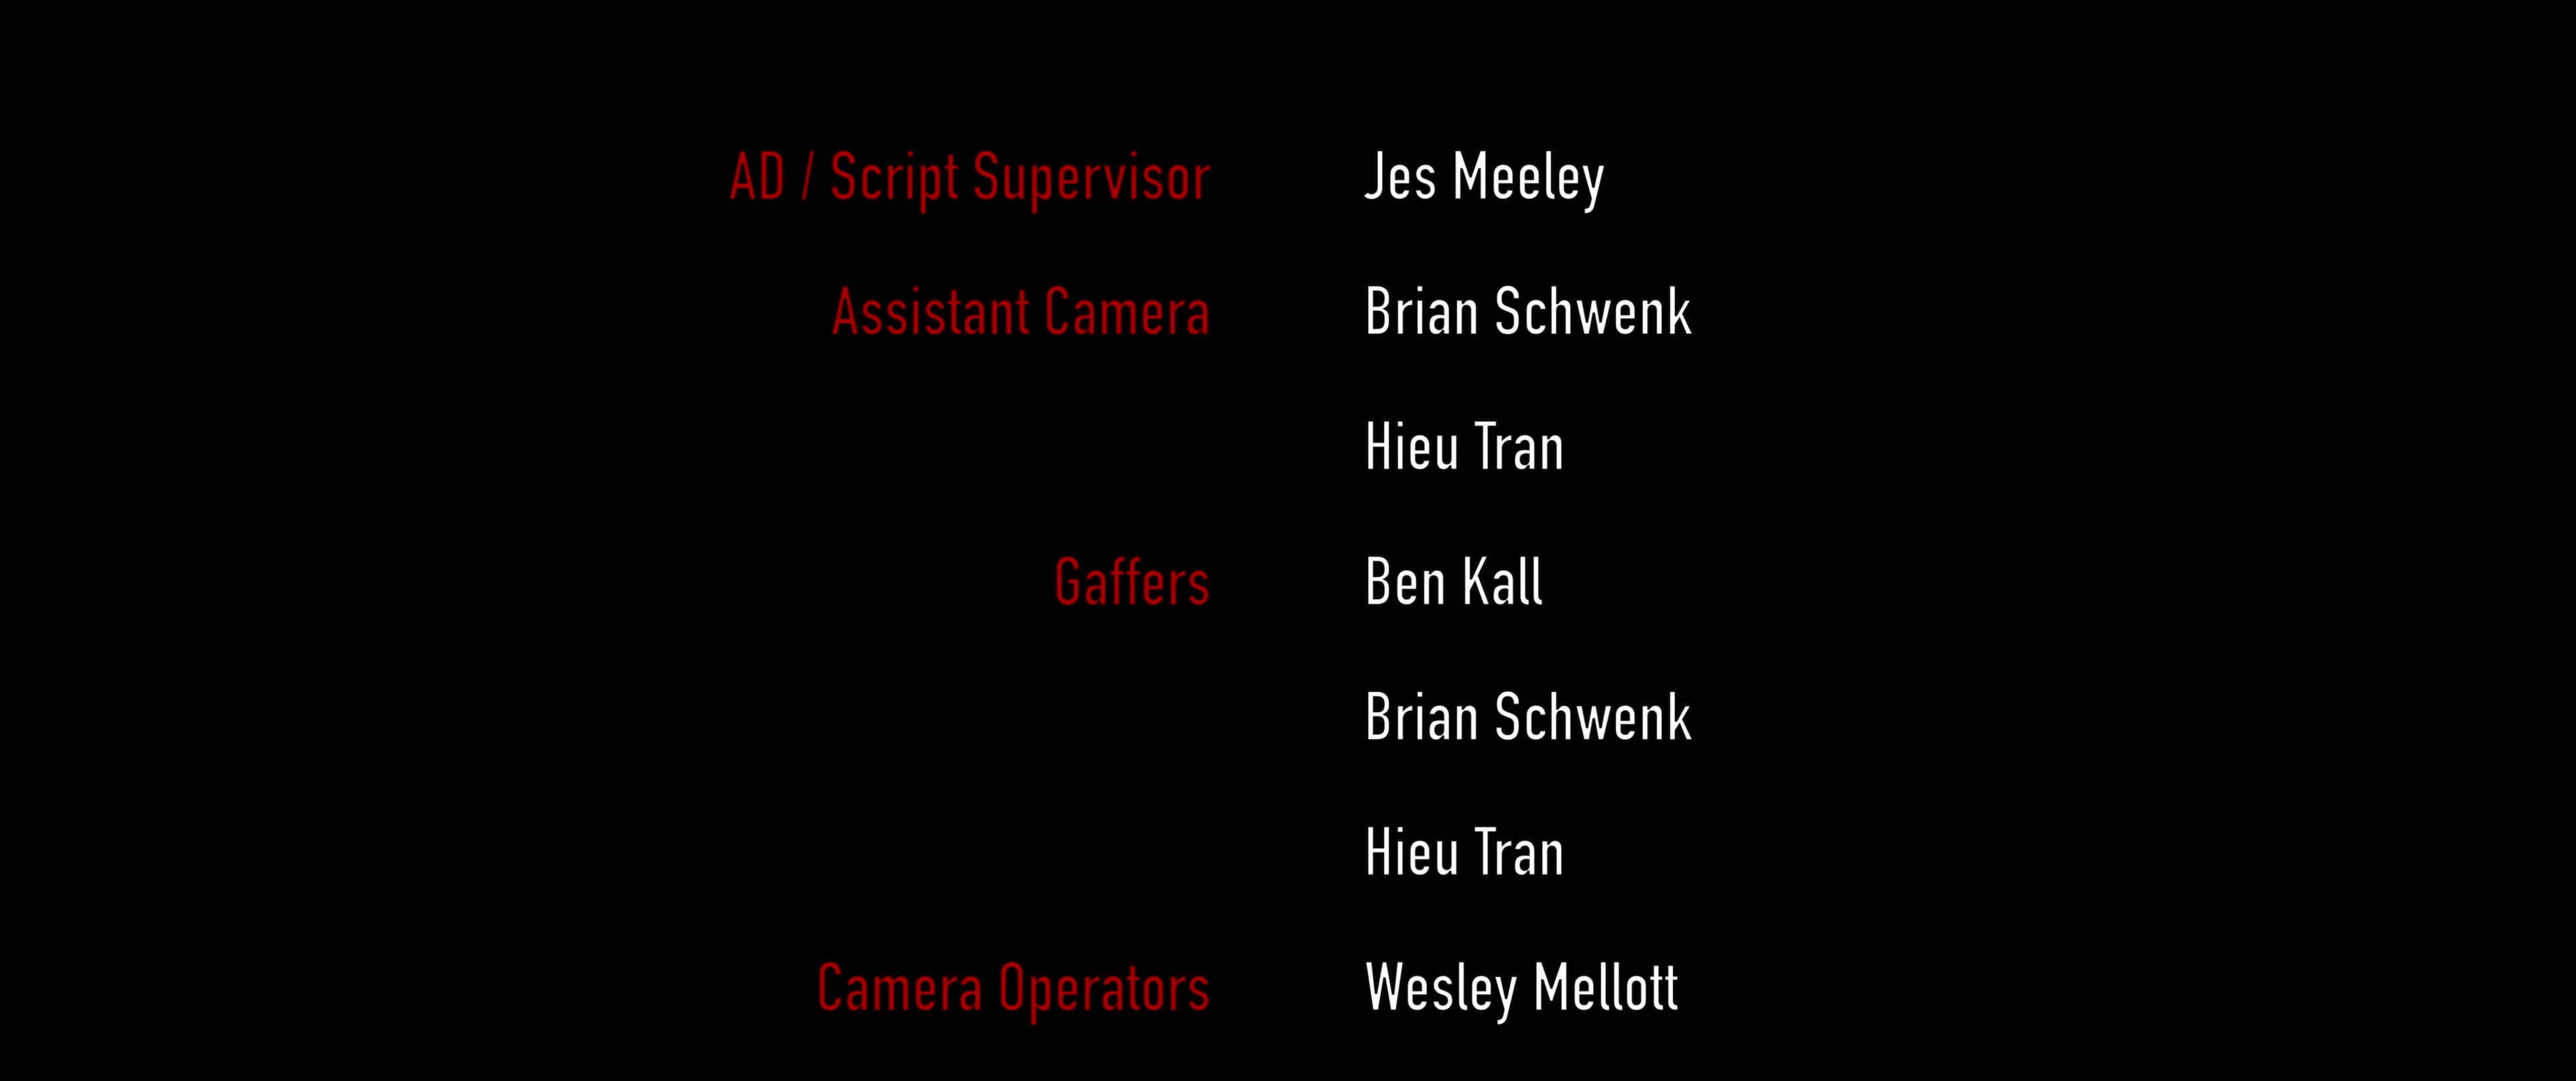 AD / Script Supervisor Jes Meeley
Assistant Camera Brian Schwenk
Hieu Tran
Gaffers Ben Kall
Brian Schwenk
Hieu Tran
Camera Operators Wesley Mellott